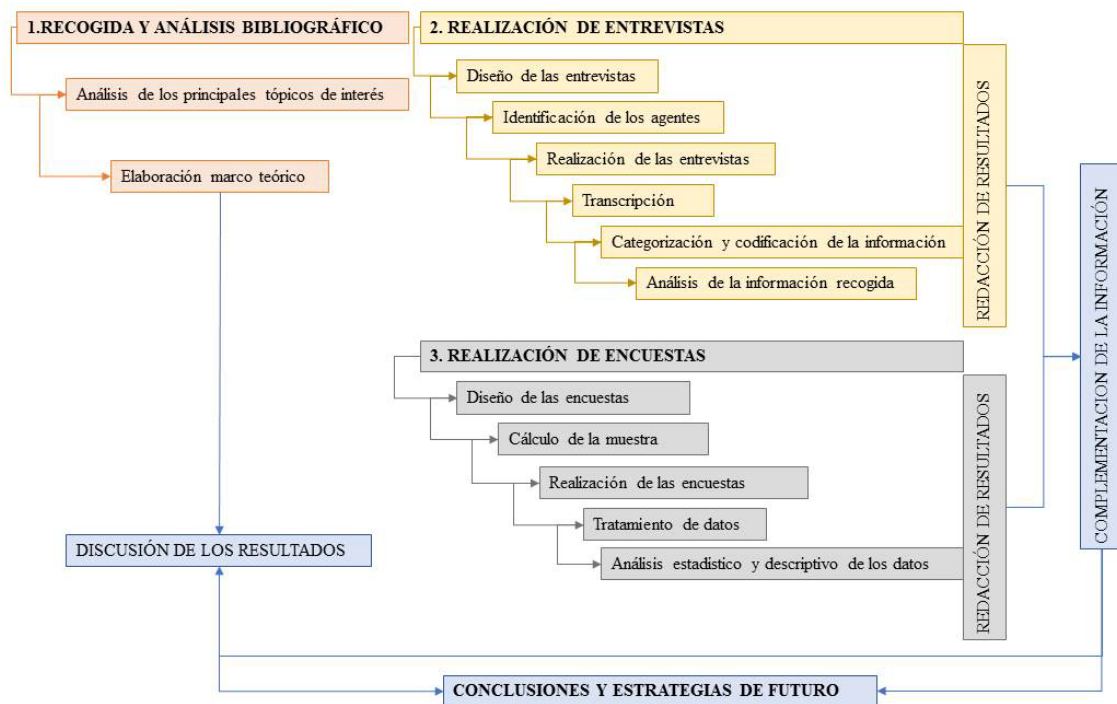 1.RECOGIDA Y ANÁLISIS BIBLIOGRÁFICO
Análisis de los principales tópicos de interés
Elaboración marco teórico
2. REALIZACIÓN DE ENTREVISTAS
Diseño de las entrevistas
Identificación de los agentes
Realización de las entrevistas
Transcripción
Categorización y codificación de la información
Análisis de la información recogida
REDACCIÓN DE RESULTADOS
3. REALIZACIÓN DE ENCUESTAS
Diseño de las encuestas
Cálculo de la muestra
Realización de las encuestas
Tratamiento de datos
Análisis estadístico y descriptivo de los datos
REDACCIÓN DE RESULTADOS
COMPLEMENTACION DE LA INFORMACIÓN
DISCUSIÓN DE LOS RESULTADOS
CONCLUSIONES Y ESTRATEGIAS DE FUTURO